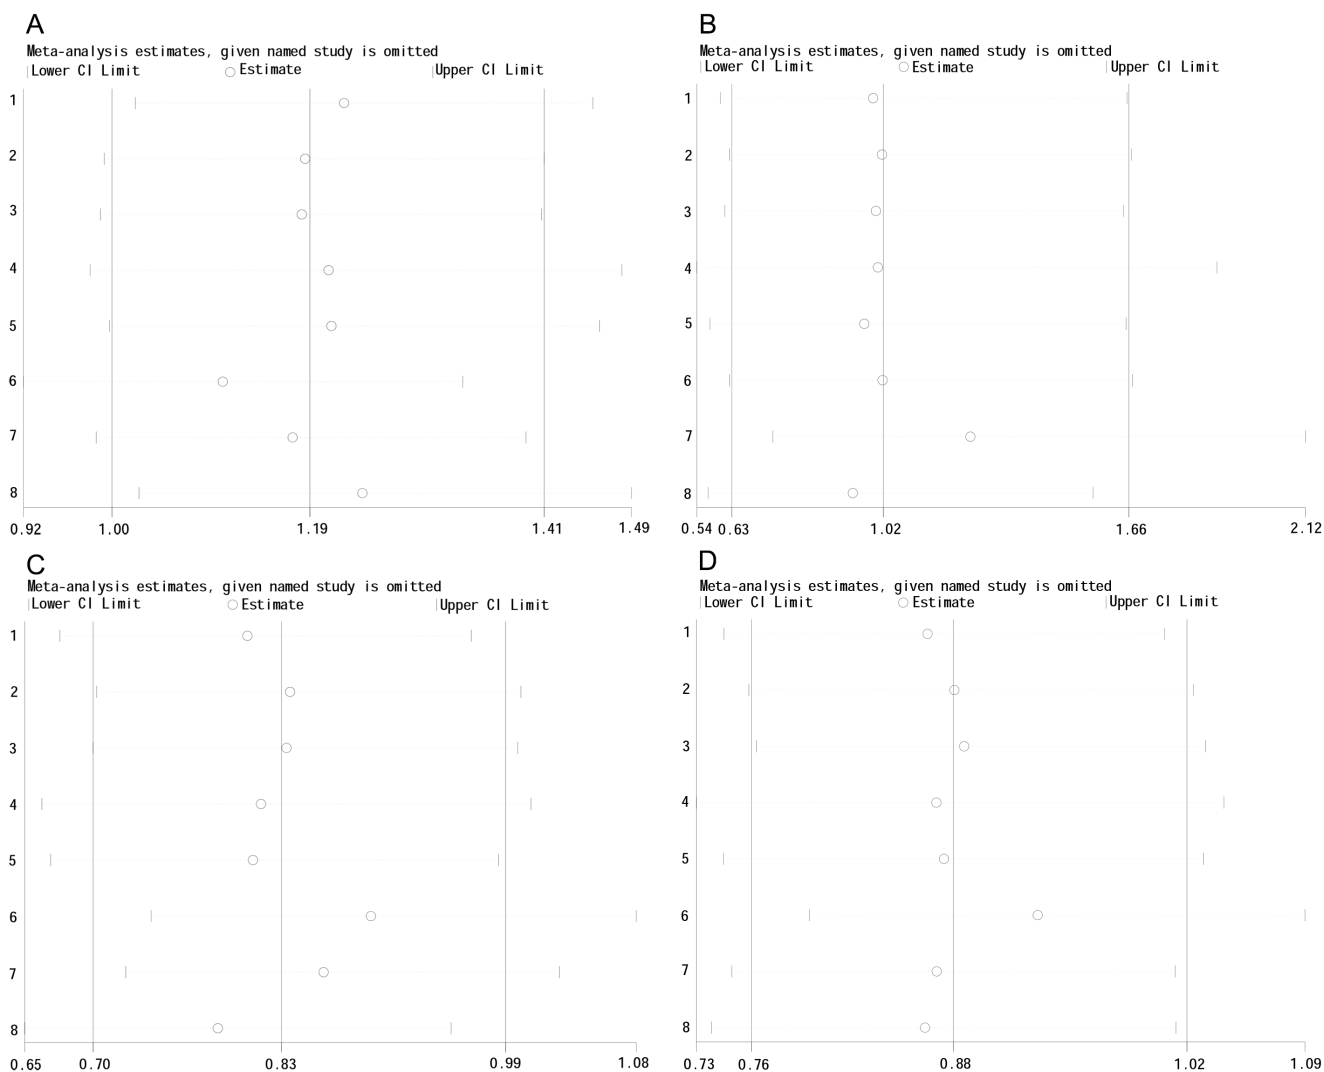 A
Meta-analysis estimates, given named study is omitted
Lower CI Limit Estimate Upper CI Limit
1
2
3
4
5
6
7
8
0.92 1.00 1.19 1.41 1.49
B
Meta-analysis estimates, given named study is omitted
Lower CI Limit Estimate Upper CI Limit
1
2
3
4
5
6
7
8
0.54 0.63 1.02 1.66 2.12
C
Meta-analysis estimates, given named study is omitted
Lower CI Limit Estimate Upper CI Limit
1
2
3
4
5
6
7
8
0.65 0.70 0.83 0.99 1.08
D
Meta-analysis estimates, given named study is omitted
Lower CI Limit Estimate Upper CI Limit
1
2
3
4
5
6
7
8
0.73 0.76 0.88 1.02 1.09